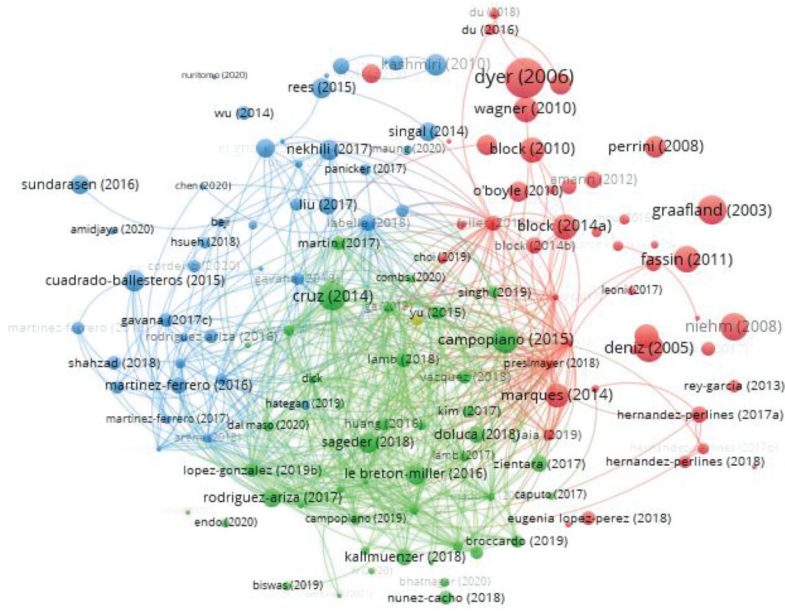 du (2018)
du (2016)
kashmiri (2010)
dyer (2006)
nuritomo (2020)
rees (2015)
wagner (2010)
wu (2014)
singal (2014)
nekhili (2017)
maung (2020)
block (2010)
perrini (2008)
panicker (2017)
chen (2020)
sundarasen (2016)
o'boyle (2010)
amann (2012)
liu (2017)
graafland (2003)
labelle (2018)
block (2014a)
amidjaya (2020)
hsueh (2018)
martin (2017)
block (2014b)
choi (2019)
fassin (2011)
cuadrado-ballesteros (2015)
combs (2020)
leoni (2017)
cruz (2014)
singh (2019)
gavana (2017c)
yu (2015)
niehm (2008)
martinez-ferrero
rodriguez-ariza (2016)
campopiano (2015)
deniz (2005)
shahzad (2018)
lamb (2018)
presimayer (2018)
dick
vazquez (2018)
martinez-ferrero (2016)
rey-garcia (2013)
marques (2014)
hategan (2019)
kim (2017)
hernandez-perlines (2017a)
martinez-ferrero (2017)
dal maso (2020)
huang (2016)
doluca (2018)
aia (2019)
sageder (2018)
lamb (2017)
zientara (2017)
hernandez-perlines (2018)
lopez-gonzalez (2019b)
le breton-miller (2016)
rodriguez-ariza (2017)
caputo (2017)
endo (2020)
campopiano (2019)
eugenia lopez-perez (2018)
broccardo (2019)
kallmuenzer (2018)
biswas (2019)
bhatnagar (2020)
nunez-cacho (2018)